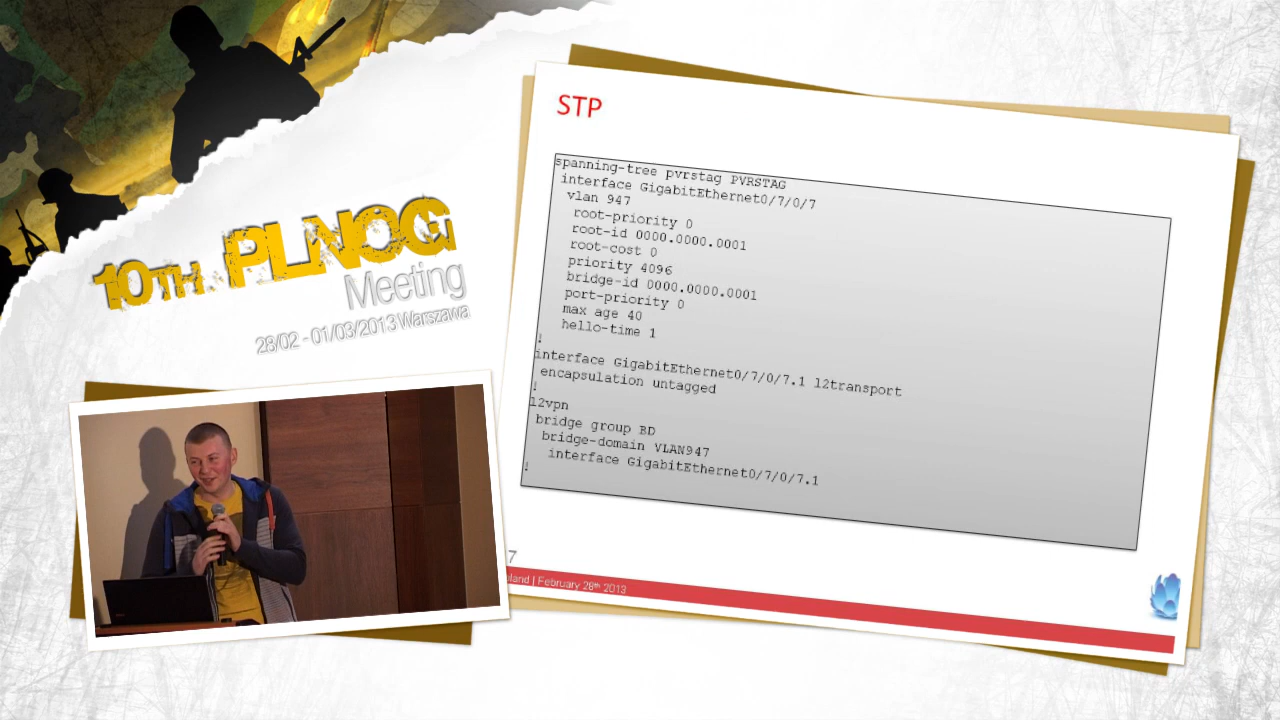 10TH PLNOG
Meeting
28/02 - 01/03/2013 Warszawa
STP
spanning-tree pvrstag PVRSTAG
interface GigabitEthernet0/7/0/7
vlan 947
root-priority 0
root-id 0000.0000.0001
root-cost 0
priority 4096
bridge-id 0000.0000.0001
port-priority 0
max age 40
hello-time 1
!
interface GigabitEthernet0/7/0/7.1 l2transport
encapsulation untagged
!
l2vpn
bridge group BD
bridge-domain VLAN947
interface GigabitEthernet0/7/0/7.1
!
7
| February 28th 2013